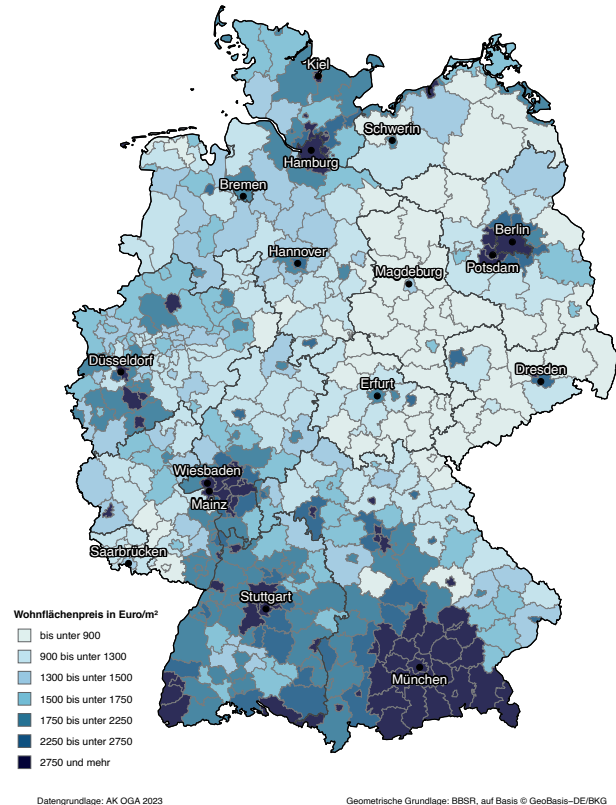 Kiel
Schwerin
Hamburg
Bremen
Berlin
Hannover
Potsdam
Magdeburg
Düsseldorf
Dresden
Erfurt
Wiesbaden
Mainz
Saarbrücken
Stuttgart
München
Wohnflächenpreis in Euro/m²
bis unter 900
900 bis unter 1300
1300 bis unter 1500
1500 bis unter 1750
1750 bis unter 2250
2250 bis unter 2750
2750 und mehr
Datengrundlage: AK OGA 2023
Geometrische Grundlage: BBSR, auf Basis © GeoBasis–DE/BKG